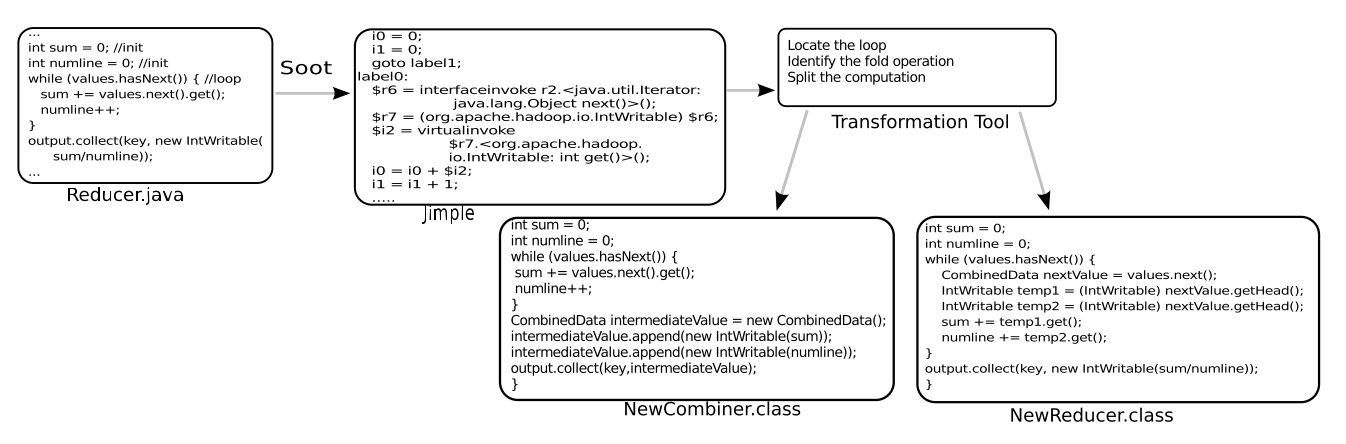 ...
int sum = 0; //init
int numline = 0; //init
while (values.hasNext()) { //loop
sum += values.next().get();
numline++;
}
output.collect(key, new IntWritable(
sum/numline));
...
Reducer.java
Soot
i0 = 0;
i1 = 0;
goto label1;
label0:
$r6 = interfaceinvoke r2.<java.util.Iterator:
java.lang.Object next()>();
$r7 = (org.apache.hadoop.io.IntWritable) $r6;
$i2 = virtualinvoke
$r7.<org.apache.hadoop.
io.IntWritable: int get()>();
i0 = i0 + $i2;
i1 = i1 + 1;
.....
Jimple
Locate the loop
Identify the fold operation
Split the computation
Transformation Tool
int sum = 0;
int numline = 0;
while (values.hasNext()) {
sum += values.next().get();
numline++;
}
CombinedData intermediateValue = new CombinedData();
intermediateValue.append(new IntWritable(sum));
intermediateValue.append(new IntWritable(numline));
output.collect(key,intermediateValue);
}
NewCombiner.class
int sum = 0;
int numline = 0;
while (values.hasNext()) {
CombinedData nextValue = values.next();
IntWritable temp1 = (IntWritable) nextValue.getHead();
IntWritable temp2 = (IntWritable) nextValue.getHead();
sum += temp1.get();
numline += temp2.get();
}
output.collect(key, new IntWritable(sum/numline));
}
NewReducer.class